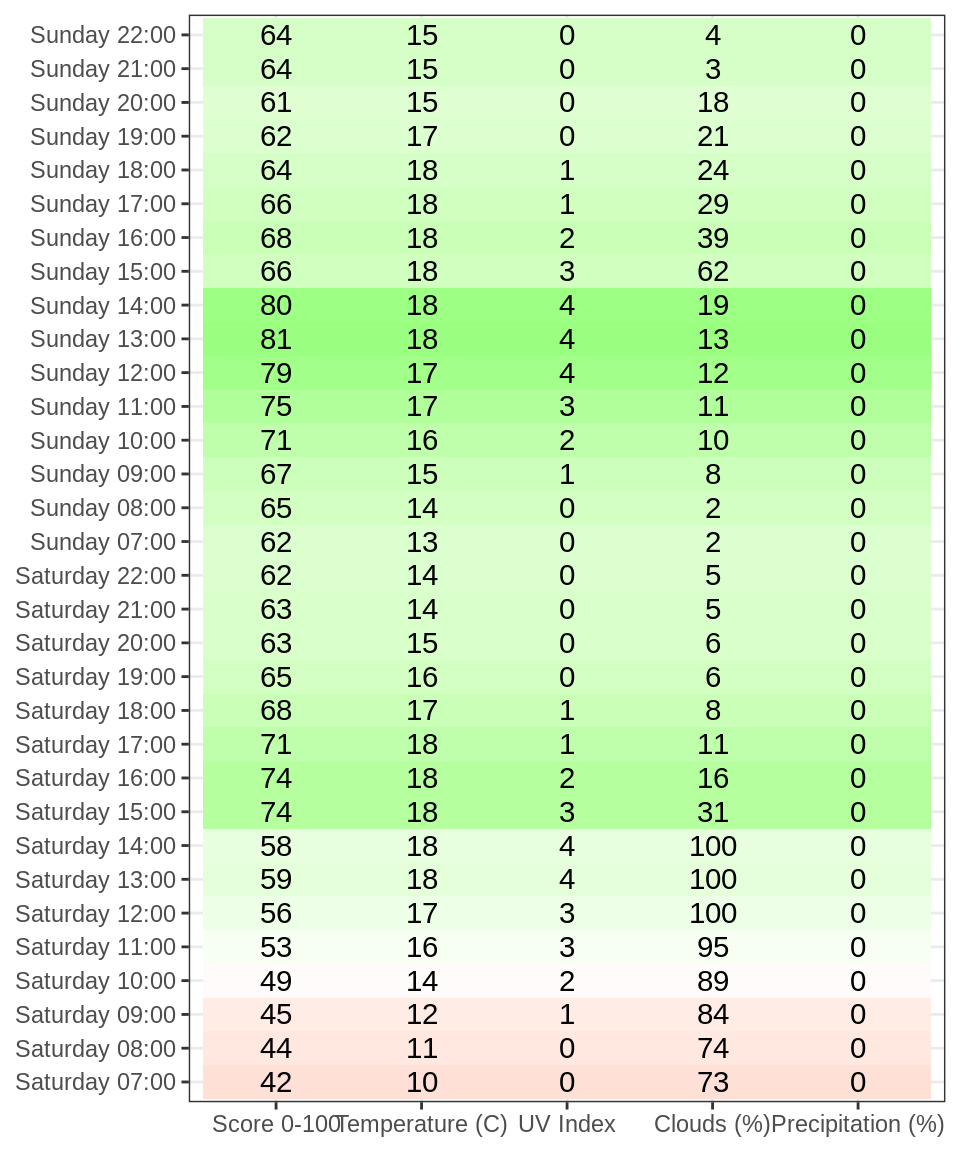 Sunday 22:00 64 15 0 4 0
Sunday 21:00 64 15 0 3 0
Sunday 20:00 61 15 0 18 0
Sunday 19:00 62 17 0 21 0
Sunday 18:00 64 18 1 24 0
Sunday 17:00 66 18 1 29 0
Sunday 16:00 68 18 2 39 0
Sunday 15:00 66 18 3 62 0
Sunday 14:00 80 18 4 19 0
Sunday 13:00 81 18 4 13 0
Sunday 12:00 79 17 4 12 0
Sunday 11:00 75 17 3 11 0
Sunday 10:00 71 16 2 10 0
Sunday 09:00 67 15 1 8 0
Sunday 08:00 65 14 0 2 0
Sunday 07:00 62 13 0 2 0
Saturday 22:00 62 14 0 5 0
Saturday 21:00 63 14 0 5 0
Saturday 20:00 63 15 0 6 0
Saturday 19:00 65 16 0 6 0
Saturday 18:00 68 17 1 8 0
Saturday 17:00 71 18 1 11 0
Saturday 16:00 74 18 2 16 0
Saturday 15:00 74 18 3 31 0
Saturday 14:00 58 18 4 100 0
Saturday 13:00 59 18 4 100 0
Saturday 12:00 56 17 3 100 0
Saturday 11:00 53 16 3 95 0
Saturday 10:00 49 14 2 89 0
Saturday 09:00 45 12 1 84 0
Saturday 08:00 44 11 0 74 0
Saturday 07:00 42 10 0 73 0
Score 0-100 Temperature (C) UV Index Clouds (%) Precipitation (%)